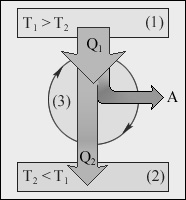 T₁ > T₂ (1)
Q₁
(3) A
Q₂
T₂ < T₁ (2)